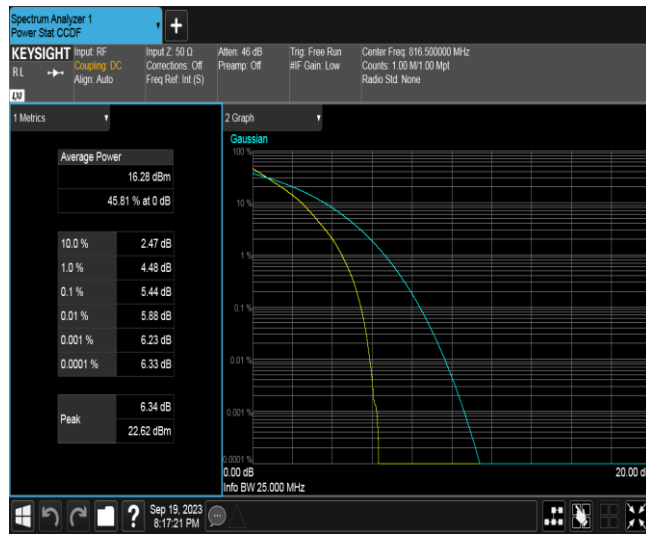 Spectrum Analyzer 1
Power Stat CCDF
+
KEYSIGHT
RL
LXI
Input: RF
Coupling: DC
Align: Auto
Input Z: 50 Ω
Corrections: Off
Freq Ref: Int (S)
Atten: 46 dB
Preamp: Off
Trig: Free Run
#IF Gain: Low
Center Freq: 816.500000 MHz
Counts: 1.00 M/1.00 Mpt
Radio Std: None
1 Metrics
Average Power
16.28 dBm
45.81 % at 0 dB
10.0 % 2.47 dB
1.0 % 4.48 dB
0.1 % 5.44 dB
0.01 % 5.88 dB
0.001 % 6.23 dB
0.0001 % 6.33 dB
Peak
6.34 dB
22.62 dBm
2 Graph
Gaussian
100 %
10 %
1 %
0.1 %
0.01 %
0.001 %
0.0001 %
0.00 dB
20.00 d
Info BW 25.000 MHz
?
Sep 19, 2023
8:17:21 PM